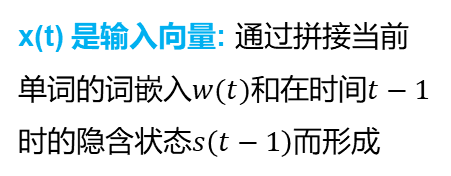 x(t) 是输入向量: 通过拼接当前
单词的词嵌入w(t)和在时间t − 1
时的隐含状态s(t − 1)而形成